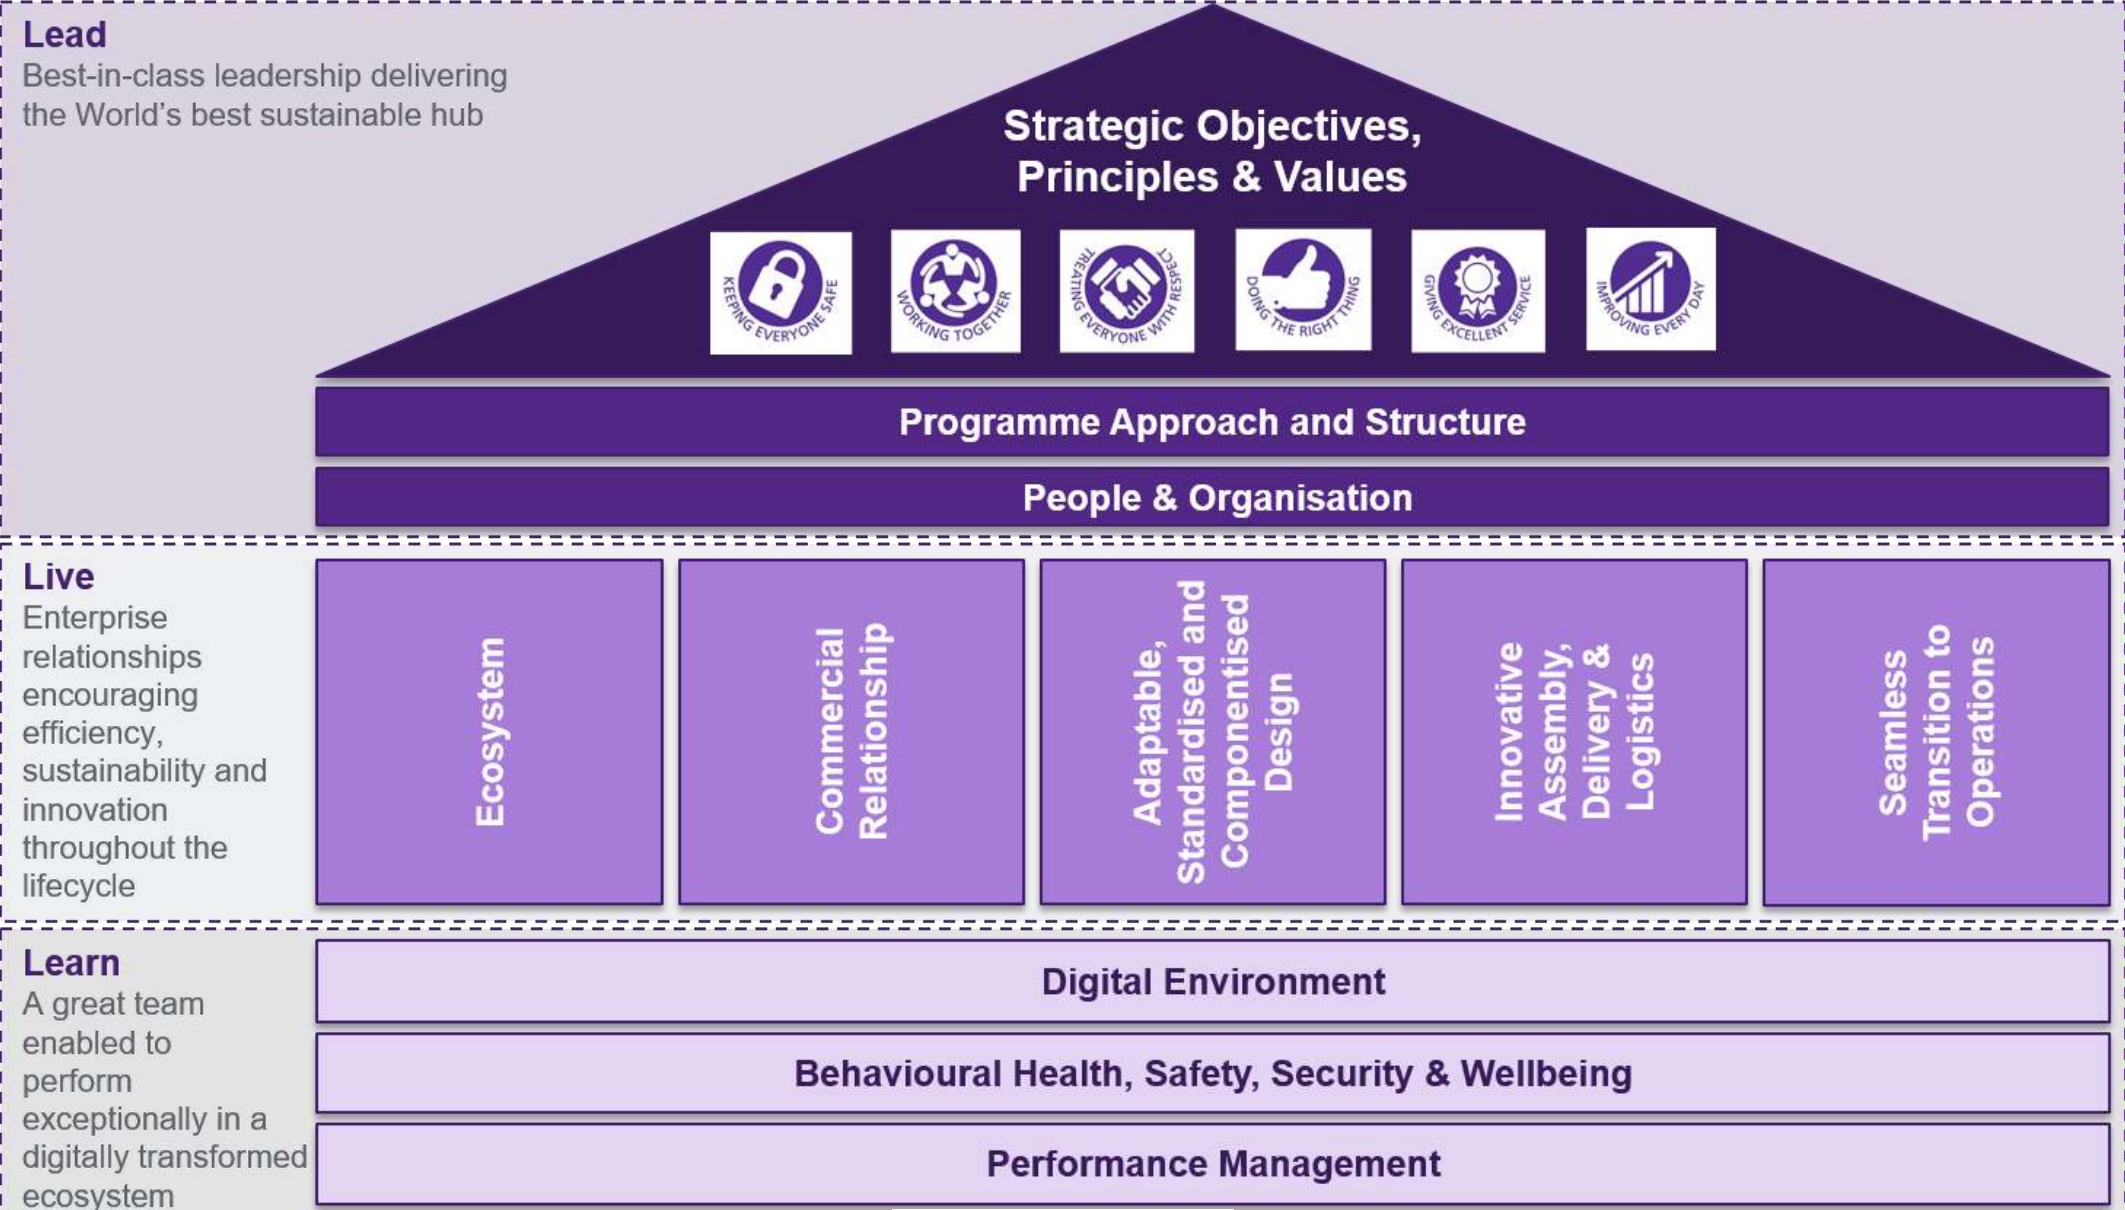 Lead
Best-in-class leadership delivering
the World's best sustainable hub
Strategic Objectives,
Principles & Values
KEEPING EVERYONE SAFE
WORKING TOGETHER
TREATING EVERYONE WITH RESPECT
DOING THE RIGHT THING
GIVING EXCELLENT SERVICE
IMPROVING EVERY DAY
Programme Approach and Structure
People & Organisation
Live
Enterprise
relationships
encouraging
efficiency,
sustainability and
innovation
throughout the
lifecycle
Ecosystem
Commercial
Relationship
Adaptable,
Standardised and
Componentised
Design
Innovative
Assembly,
Delivery &
Logistics
Seamless
Transition to
Operations
Learn
A great team
enabled to
perform
exceptionally in a
digitally transformed
ecosystem
Digital Environment
Behavioural Health, Safety, Security & Wellbeing
Performance Management